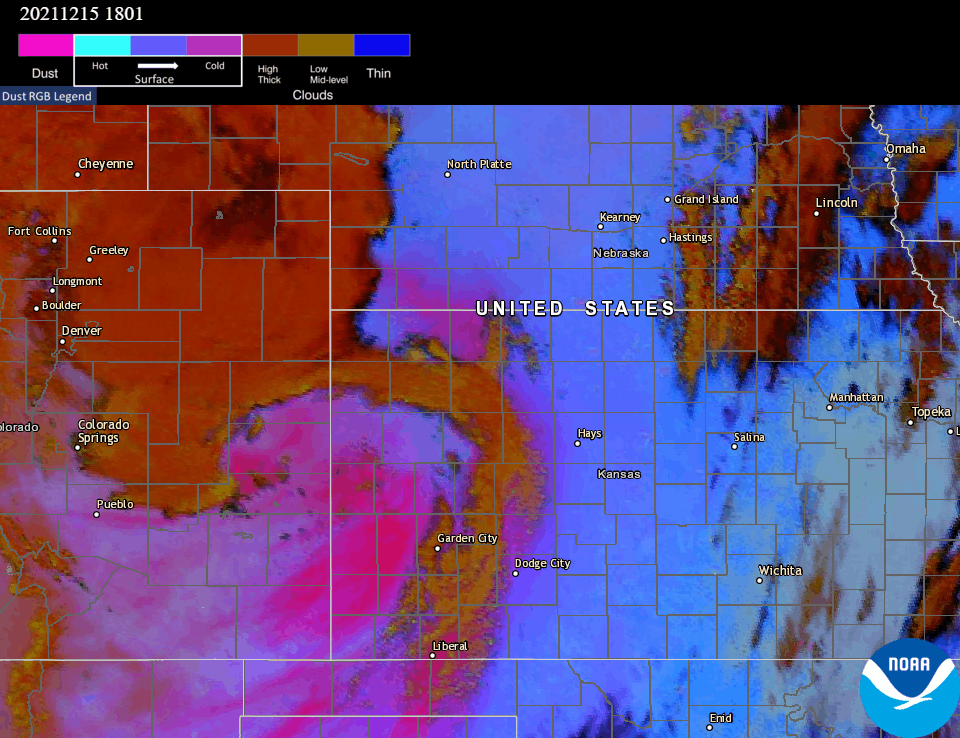 20211215 1801
Dust
Hot
Cold
Surface
High
Thick
Low
Mid-level
Thin
Clouds
Dust RGB Legend
Cheyenne
North Platte
Omaha
Grand Island
Lincoln
Fort Collins
Kearney
Greeley
Hastings
Nebraska
Longmont
Boulder
UNITED STATES
Denver
Manhattan
Topeka
olorado
Colorado
Springs
Hays
Salina
L
Kansas
Pueblo
Garden City
Dodge City
Wichita
Liberal
NOAA
Enid